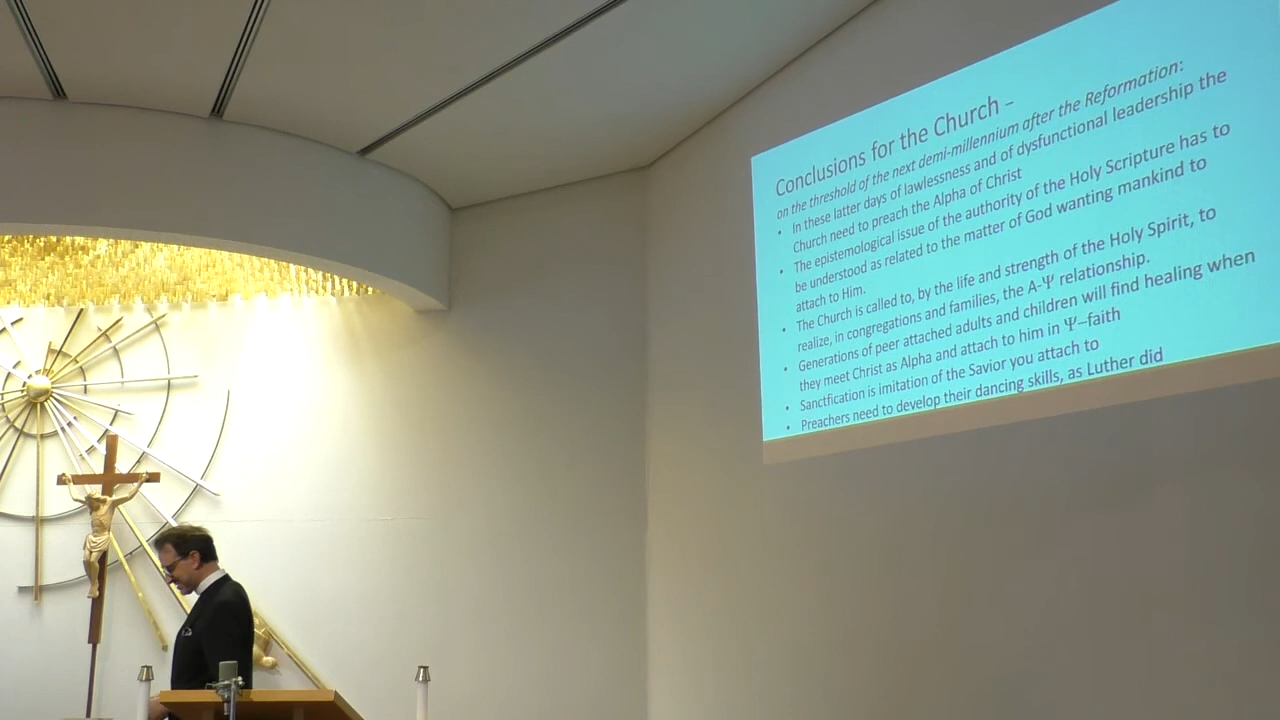 Conclusions for the Church –
on the threshold of the next demi-millennium after the Reformation:
• In these latter days of lawlessness and of dysfunctional leadership the
Church need to preach the Alpha of Christ
• The epistemological issue of the authority of the Holy Scripture has to
be understood as related to the matter of God wanting mankind to
attach to Him.
• The Church is called to, by the life and strength of the Holy Spirit, to
realize, in congregations and families, the A-Ψ relationship.
• Generations of peer attached adults and children will find healing when
they meet Christ as Alpha and attach to him in Ψ–faith
• Sanctfication is imitation of the Savior you attach to
• Preachers need to develop their dancing skills, as Luther did